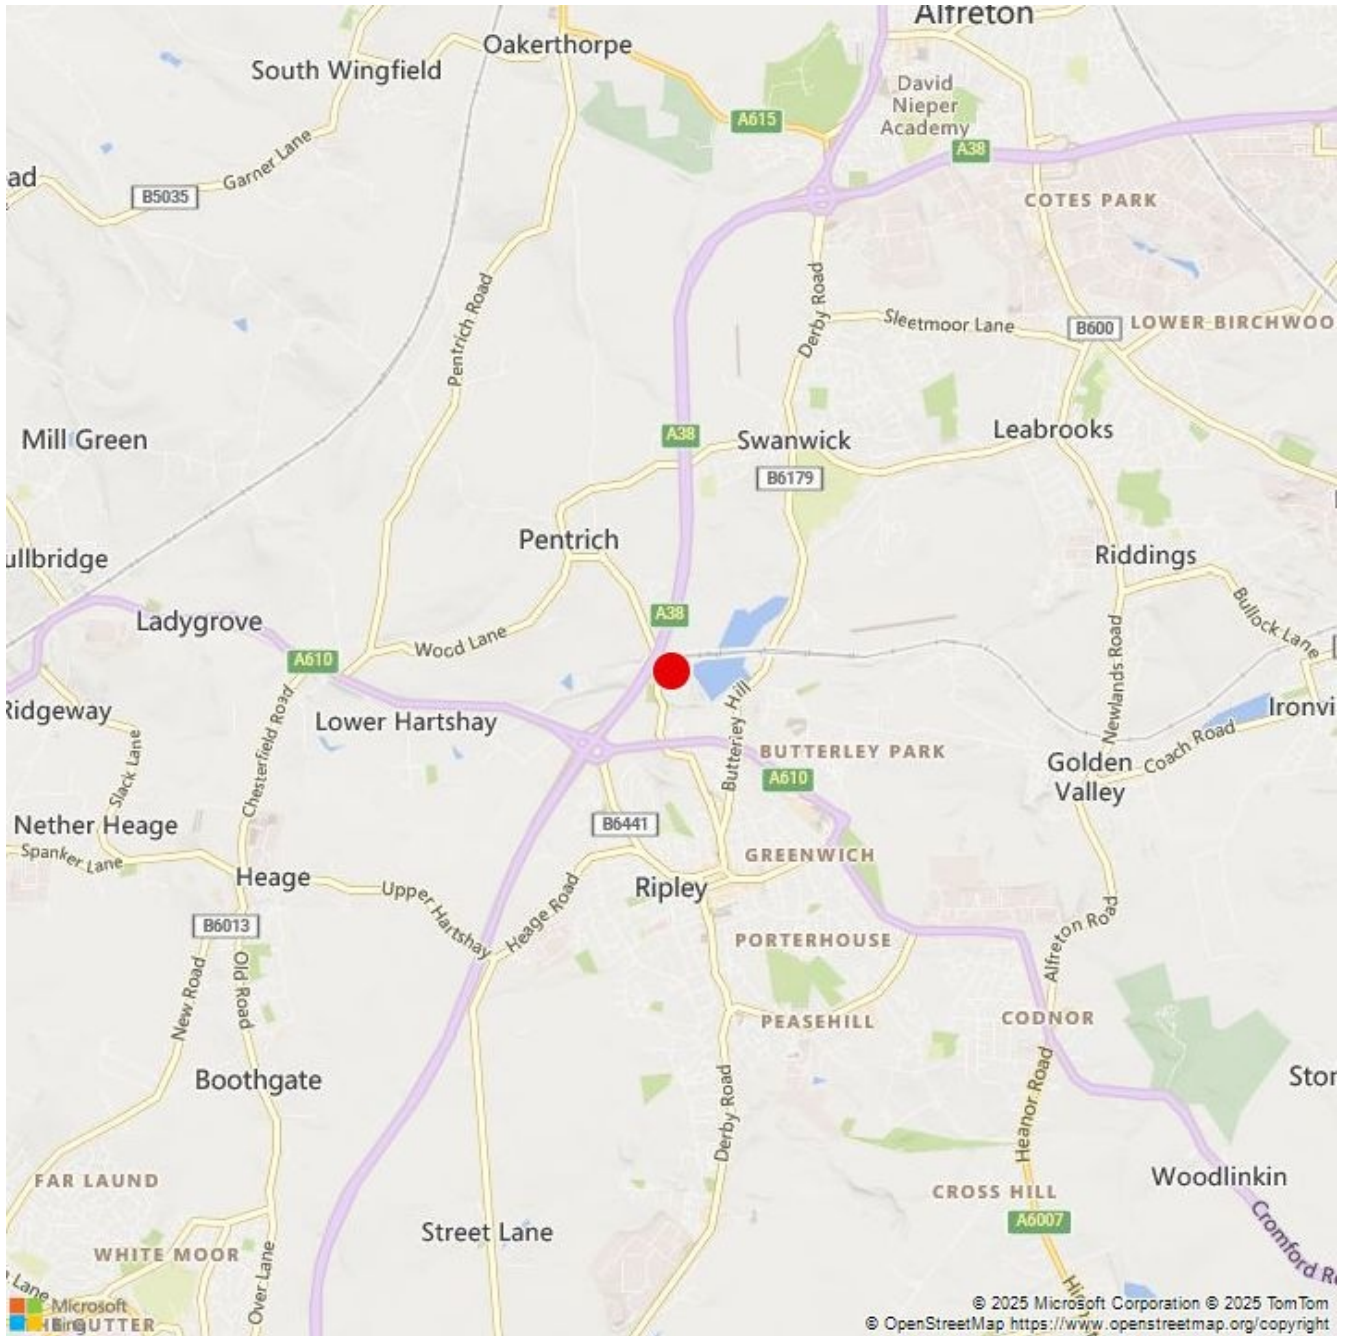 Alfreton
Oakerthorpe
South Wingfield
David
Nieper
Academy
A615
A38
Garner Lane
ad
B5035
COTES PARK
Pentrich Road
Derby Road
Sleetmoor Lane
B600
LOWER BIRCHWOO
Mill Green
A38
Swanwick
Leabrooks
B6179
Pentrich
ullbridge
Riddings
Bullock Lane
Ladygrove
A38
Wood Lane
A610
Newlands Road
Ridgeway
Lower Hartshay
Chesterfield Road
Butterley Hill
Ironvi
Coach Road
BUTTERLEY PARK
Golden
Valley
A610
Slack Lane
Nether Heage
B6441
Spanker Lane
GREENWICH
Heage
Upper Hartshay
Heage Road
Ripley
B6013
Alfreton Road
PORTERHOUSE
New Road
Old Road
PEASEHILL
CODNOR
Boothgate
Derby Road
Heanor Road
Stor
FAR LAUND
Woodlinkin
CROSS HILL
A6007
Street Lane
WHITE MOOR
Over Lane
Cromford R
Lane
Hi
Microsoft
Bing
GUTTER
© 2025 Microsoft Corporation © 2025 TomTom
© OpenStreetMap https://www.openstreetmap.org/copyright